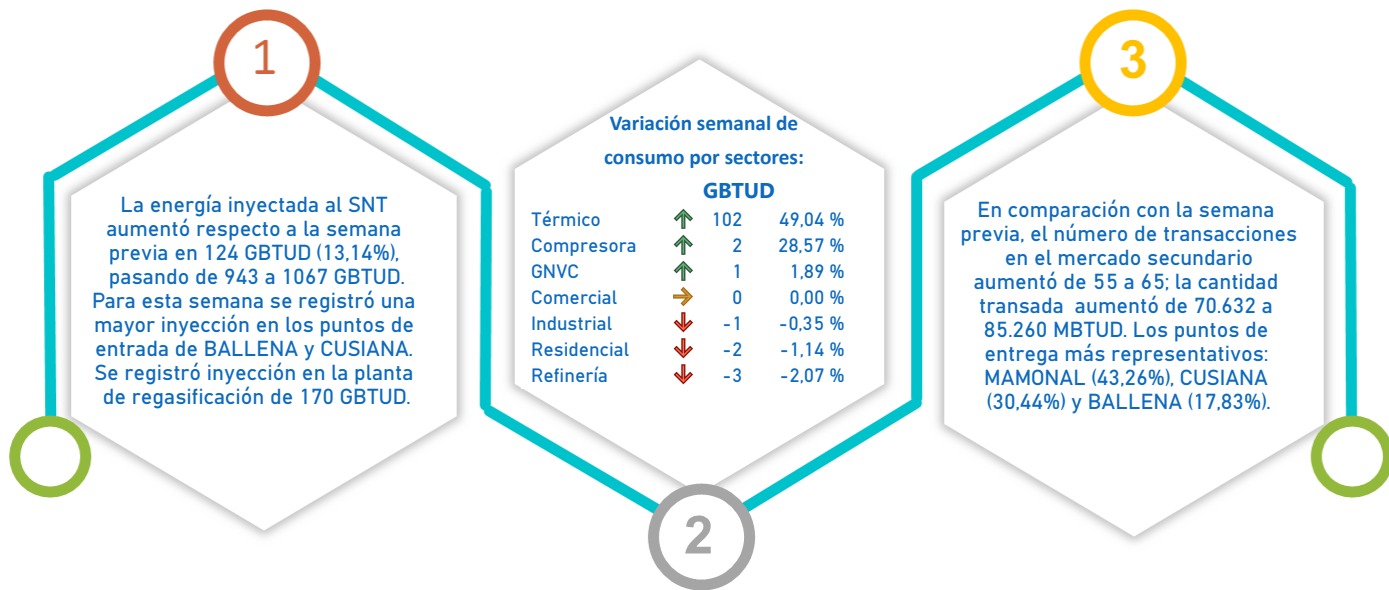 1
La energía inyectada al SNT
aumentó respecto a la semana
previa en 124 GBTUD (13,14%),
pasando de 943 a 1067 GBTUD.
Para esta semana se registró una
mayor inyección en los puntos de
entrada de BALLENA y CUSIANA.
Se registró inyección en la planta
de regasificación de 170 GBTUD.
Variación semanal de
consumo por sectores:
GBTUD
Térmico 102 49,04 %
Compresora 2 28,57 %
GNVC 1 1,89 %
Comercial 0 0,00 %
Industrial -1 -0,35 %
Residencial -2 -1,14 %
Refinería -3 -2,07 %
2
3
En comparación con la semana
previa, el número de transacciones
en el mercado secundario
aumentó de 55 a 65; la cantidad
transada aumentó de 70.632 a
85.260 MBTUD. Los puntos de
entrega más representativos:
MAMONAL (43,26%), CUSIANA
(30,44%) y BALLENA (17,83%).